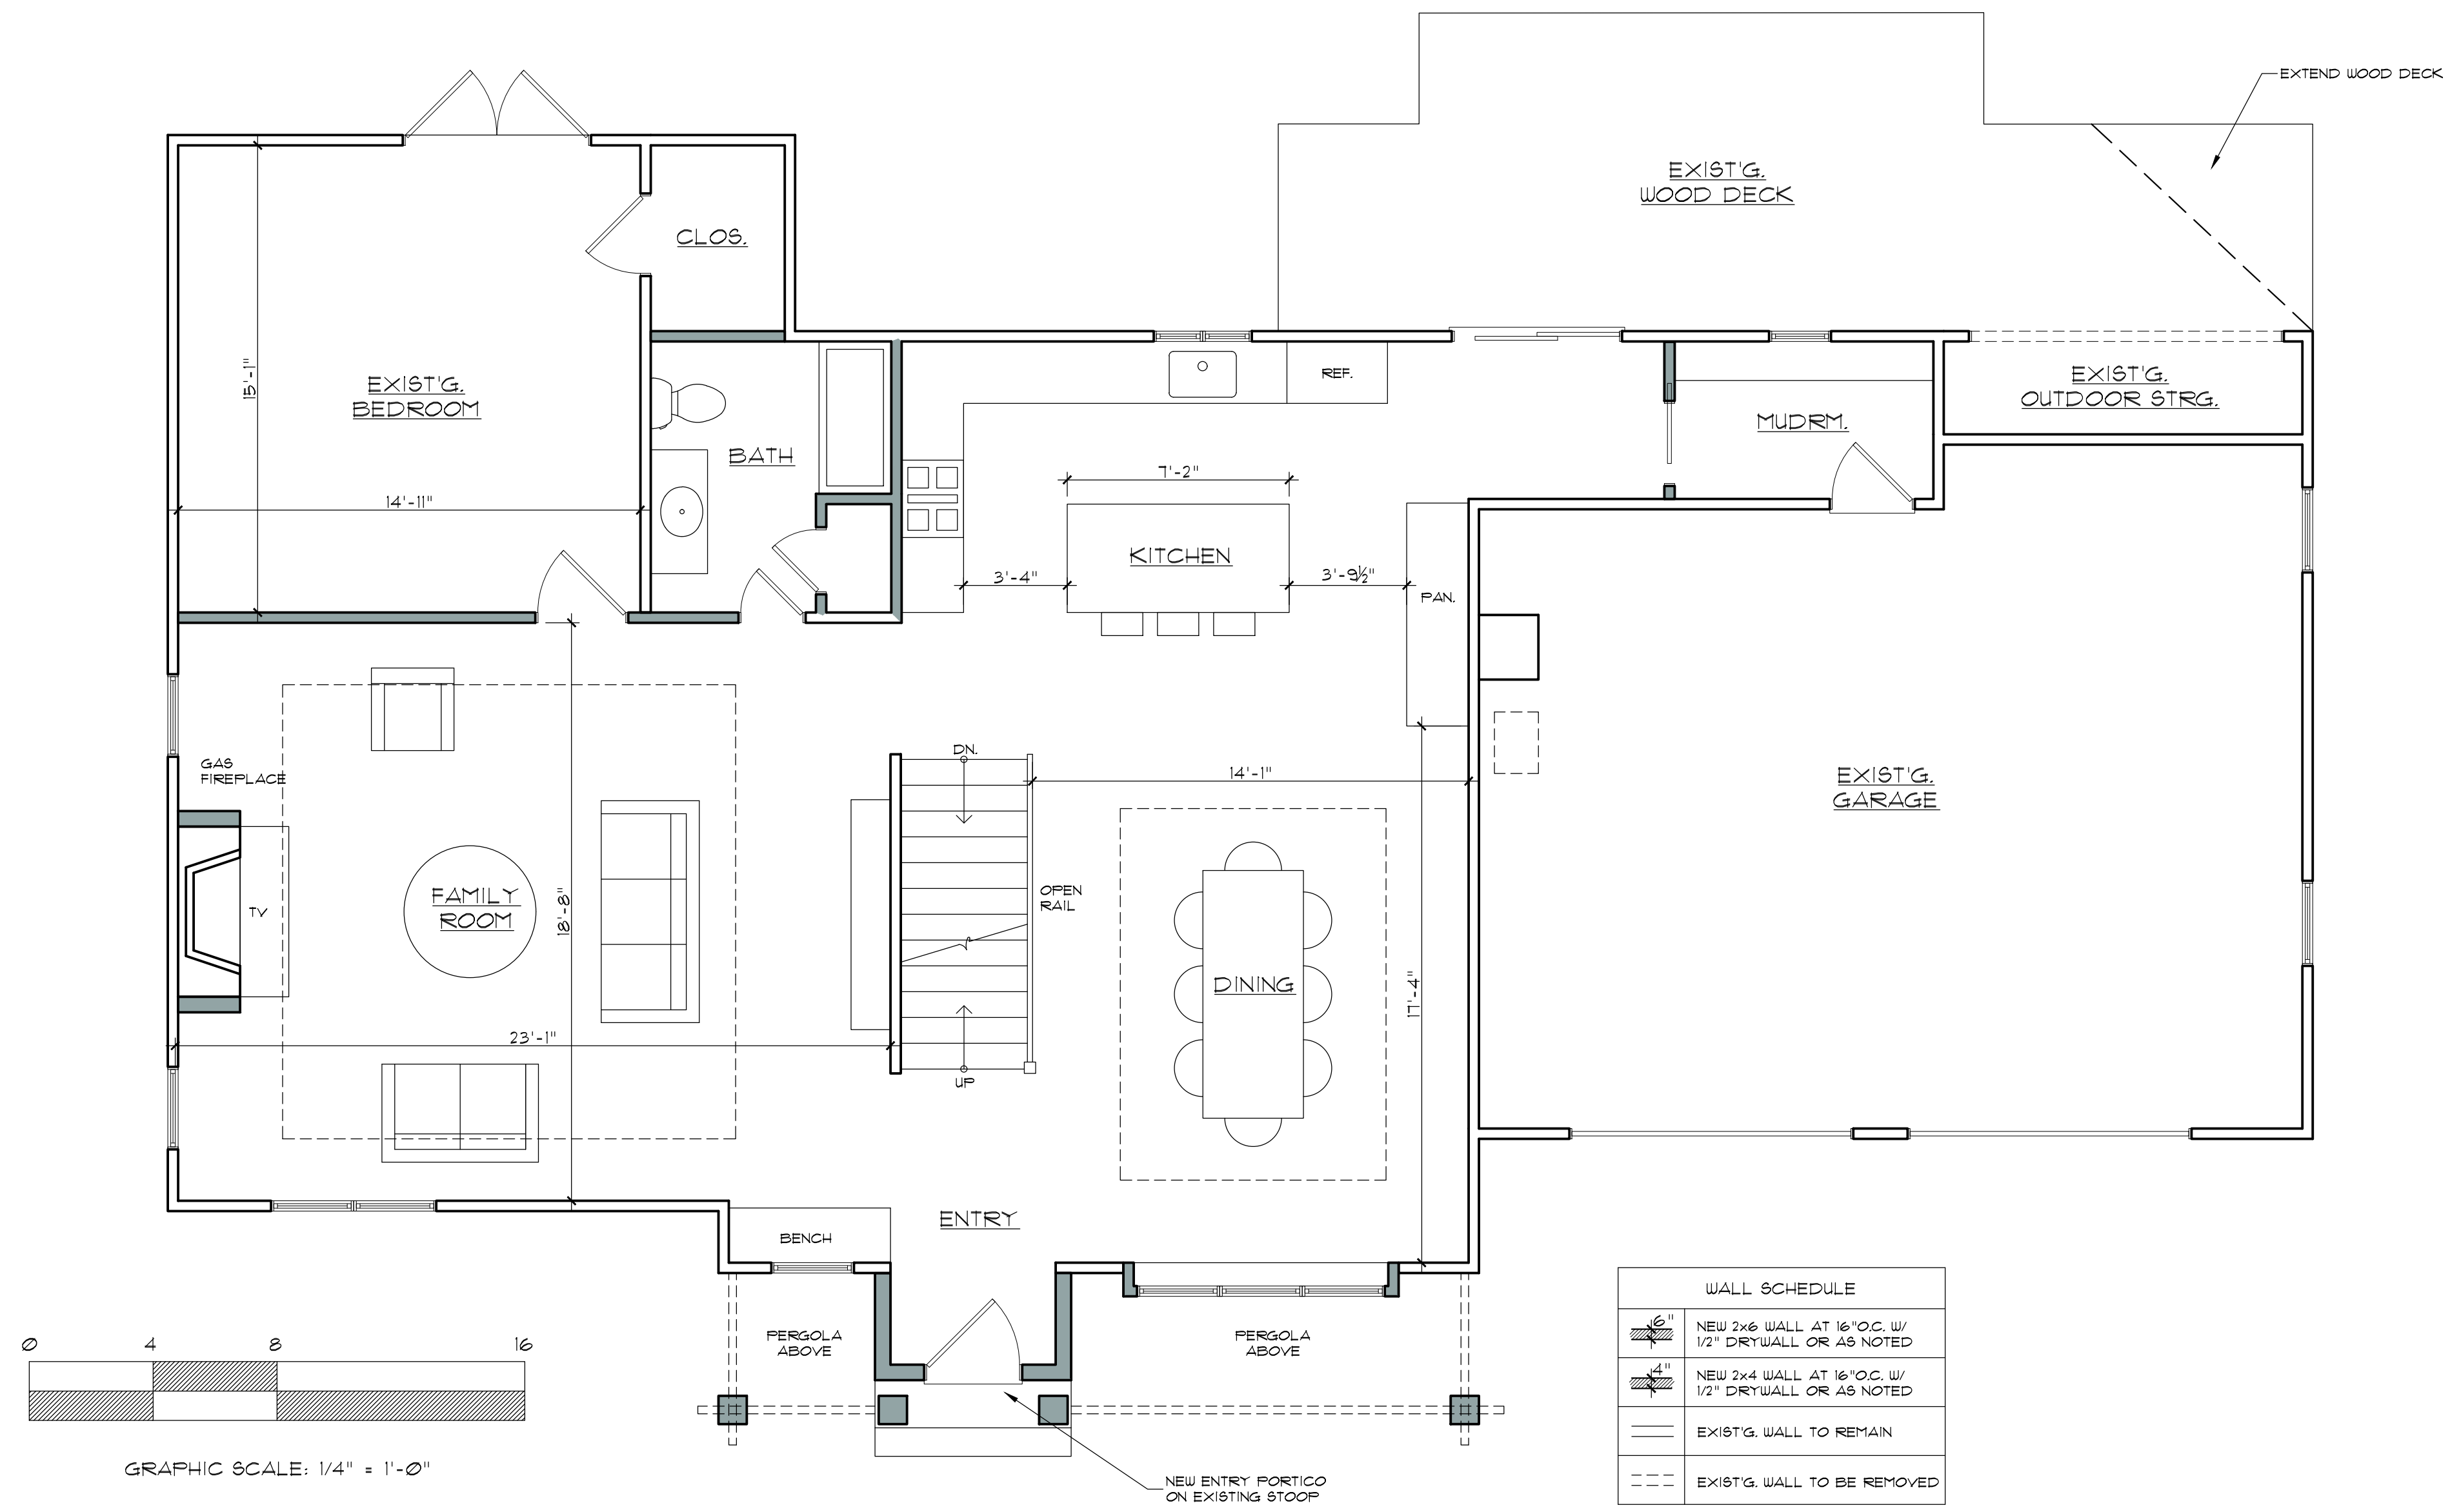 EXTEND WOOD DECK
EXIST'G.
WOOD DECK
CLOS.
15'-1"
EXIST'G.
BEDROOM
14'-11"
BATH
REF.
7'-2"
KITCHEN
3'-4"
3'-9½"
PAN.
MUDRM.
EXIST'G.
OUTDOOR STRG.
GAS
FIREPLACE
TV
FAMILY
ROOM
18'-8"
23'-1"
DN.
UP
OPEN
RAIL
14'-1"
DINING
17'-4"
EXIST'G.
GARAGE
ENTRY
BENCH
PERGOLA
ABOVE
PERGOLA
ABOVE
NEW ENTRY PORTICO
ON EXISTING STOOP
0 4 8 16
GRAPHIC SCALE: 1/4" = 1'-0"
WALL SCHEDULE
6" NEW 2x6 WALL AT 16"O.C. W/
1/2" DRYWALL OR AS NOTED
4" NEW 2x4 WALL AT 16"O.C. W/
1/2" DRYWALL OR AS NOTED
EXIST'G. WALL TO REMAIN
EXIST'G. WALL TO BE REMOVED